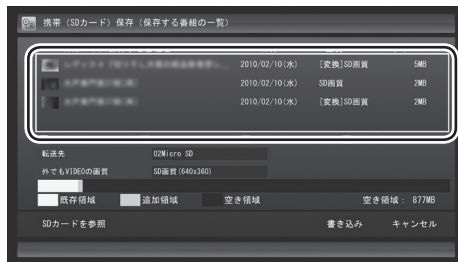 携帯（SDカード）保存（保存する番組の一覧）
2010/02/10(水) [変換]SD画質 5MB
2010/02/10(水) SD画質 2MB
2010/02/10(水) [変換]SD画質 2MB
転送先 02Micro SD
外でもVIDEOの画質 SD画質(640x360)
既存領域 追加領域 空き領域 空き領域： 877MB
SDカードを参照 書き込み キャンセル